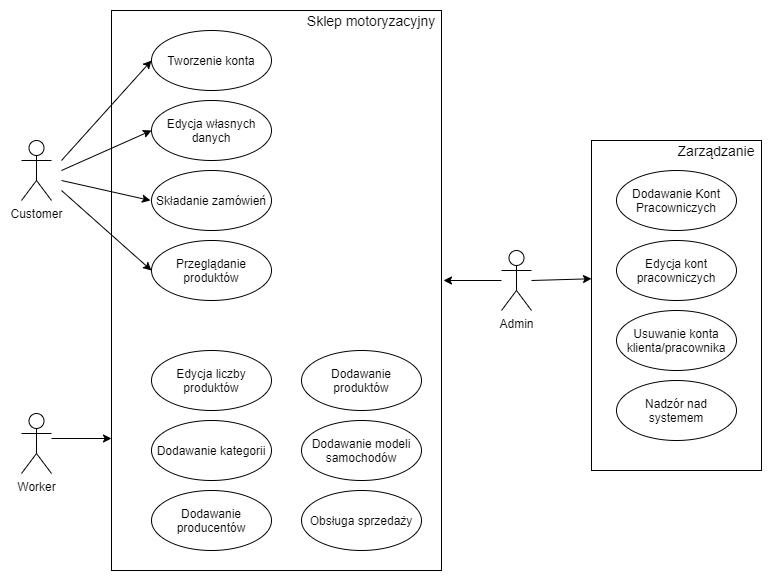 Sklep motoryzacyjny
Tworzenie konta
Edycja własnych
danych
Składanie zamówień
Przeglądanie
produktów
Customer
Edycja liczby
produktów
Dodawanie
produktów
Dodawanie kategorii
Dodawanie modeli
samochodów
Dodawanie
producentów
Obsługa sprzedaży
Worker
Admin
Zarządzanie
Dodawanie Kont
Pracowniczych
Edycja kont
pracowniczych
Usuwanie konta
klienta/pracownika
Nadzór nad
systemem